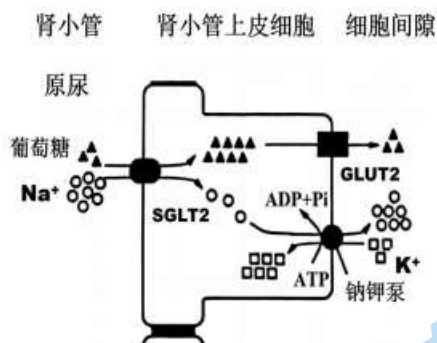 肾小管 肾小管上皮细胞 细胞间隙
原尿
葡萄糖
Na⁺
SGLT2
GLUT2
ADP+Pi
ATP
K⁺
钠钾泵